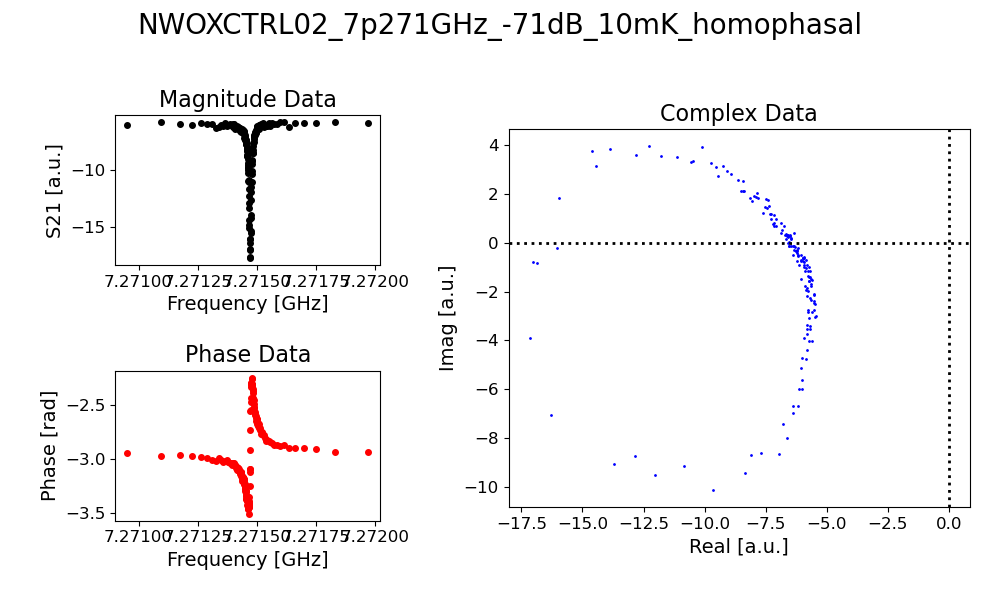 NWOXCTRL02_7p271GHz_-71dB_10mK_homophasal
Magnitude Data
S21 [a.u.]
−10
−15
7.27100 7.27125 7.27150 7.27175 7.27200
Frequency [GHz]
Phase Data
Phase [rad]
−2.5
−3.0
−3.5
7.27100 7.27125 7.27150 7.27175 7.27200
Frequency [GHz]
Complex Data
Imag [a.u.]
4
2
0
−2
−4
−6
−8
−10
−17.5 −15.0 −12.5 −10.0 −7.5 −5.0 −2.5 0.0
Real [a.u.]